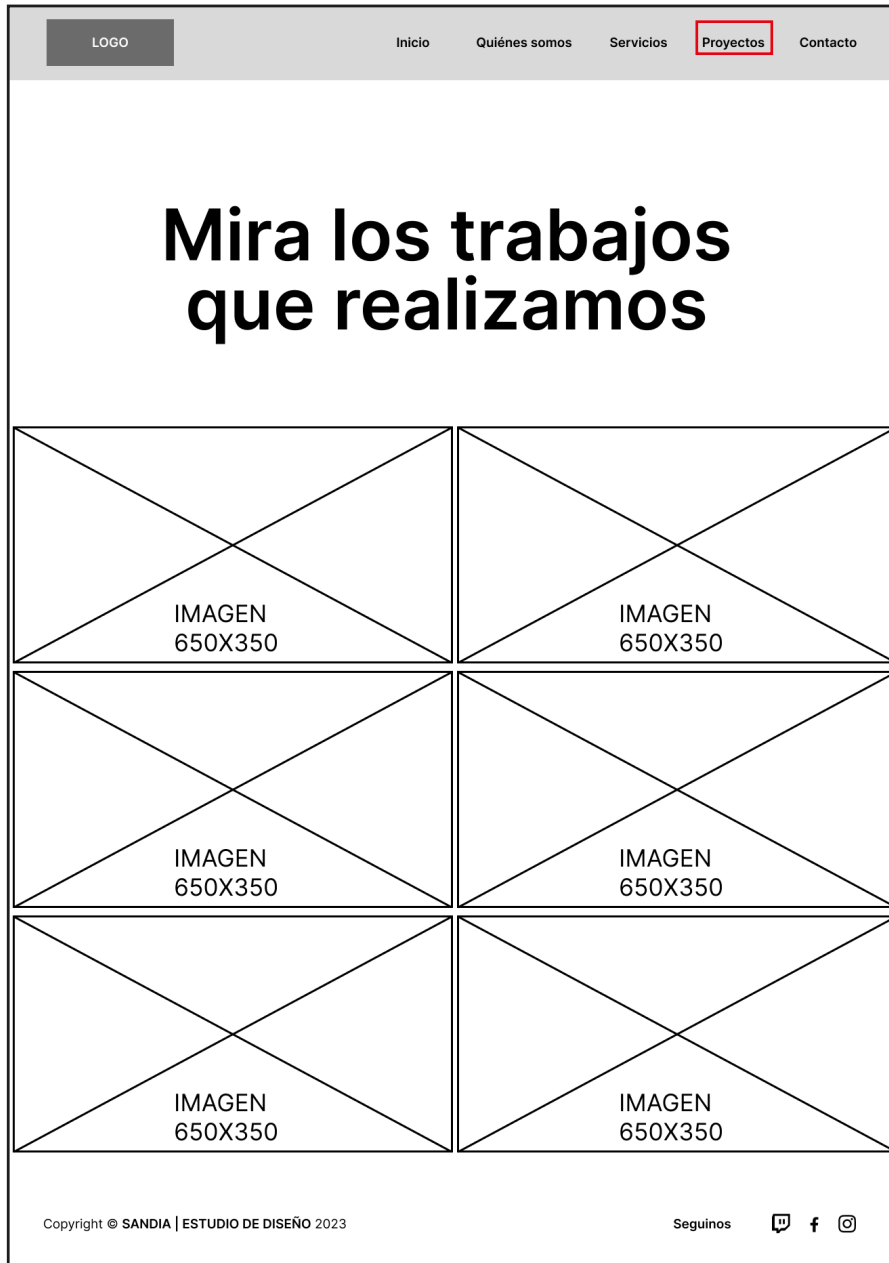 LOGO
Inicio Quiénes somos Servicios Proyectos Contacto
Mira los trabajos
que realizamos
IMAGEN
650X350
IMAGEN
650X350
IMAGEN
650X350
IMAGEN
650X350
IMAGEN
650X350
IMAGEN
650X350
Copyright © SANDIA | ESTUDIO DE DISEÑO 2023
Seguinos